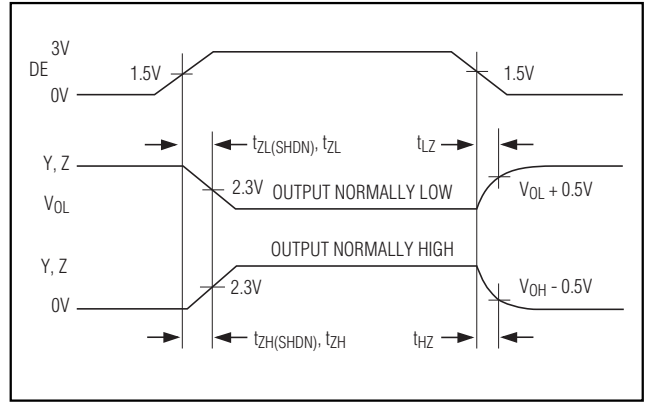 3V
DE
1.5V
1.5V
0V
tZL(SHDN), tZL
tLZ
Y, Z
2.3V
OUTPUT NORMALLY LOW
VOL + 0.5V
VOL
OUTPUT NORMALLY HIGH
Y, Z
2.3V
VOH - 0.5V
0V
tZH(SHDN), tZH
tHZ